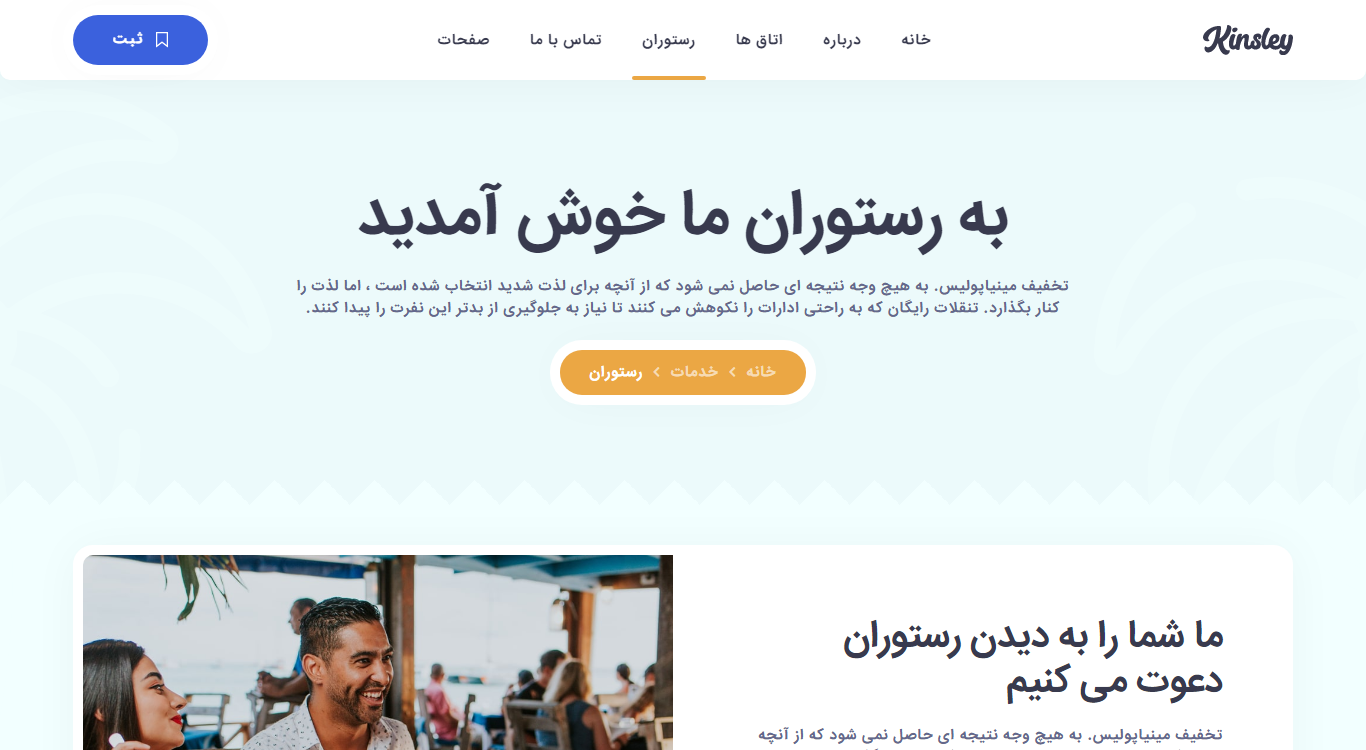 Kinsley
خانه
درباره
اتاق ها
رستوران
تماس با ما
صفحات
ثبت
به رستوران ما خوش آمدید
تخفیف مینیاپولیس. به هیچ وجه نتیجه ای حاصل نمی شود که از آنچه برای لذت شدید انتخاب شده است ، اما لذت را
کنار بگذارد. تنقلات رایگان که به راحتی ادارات را نکوهش می کنند تا نیاز به جلوگیری از بدتر این نفرت را پیدا کنند.
خانه > خدمات > رستوران
ما شما را به دیدن رستوران
دعوت می کنیم
تخفیف مینیاپولیس. به هیچ وجه نتیجه ای حاصل نمی شود که از آنچه